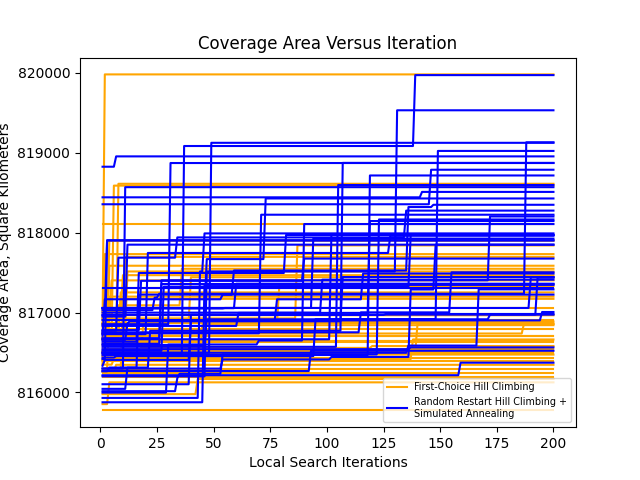 Coverage Area Versus Iteration
Coverage Area, Square Kilometers
820000
819000
818000
817000
816000
0
25
50
75
100
125
150
175
200
Local Search Iterations
First-Choice Hill Climbing
Random Restart Hill Climbing +
Simulated Annealing